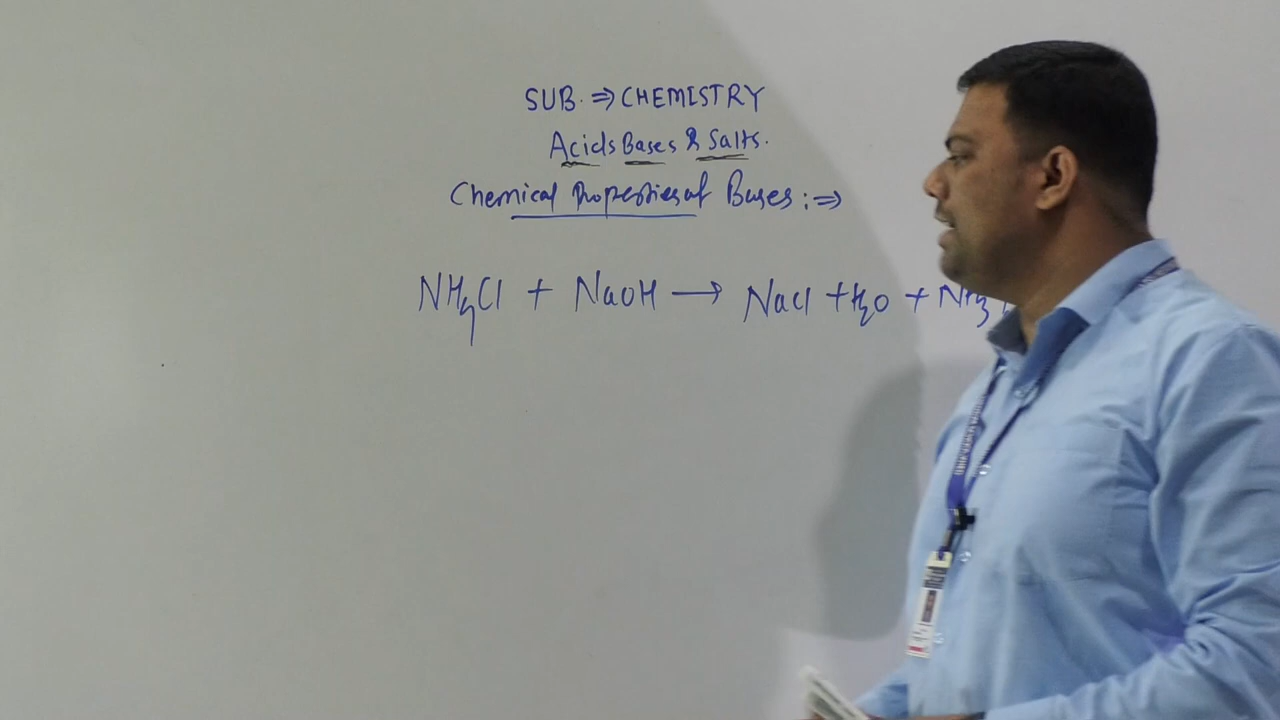 SUB. ⇒ CHEMISTRY
Acids Bases & Salts.
Chemical Properties of Bases :⇒
NH₄Cl + NaOH → NaCl + H₂O + NH₃